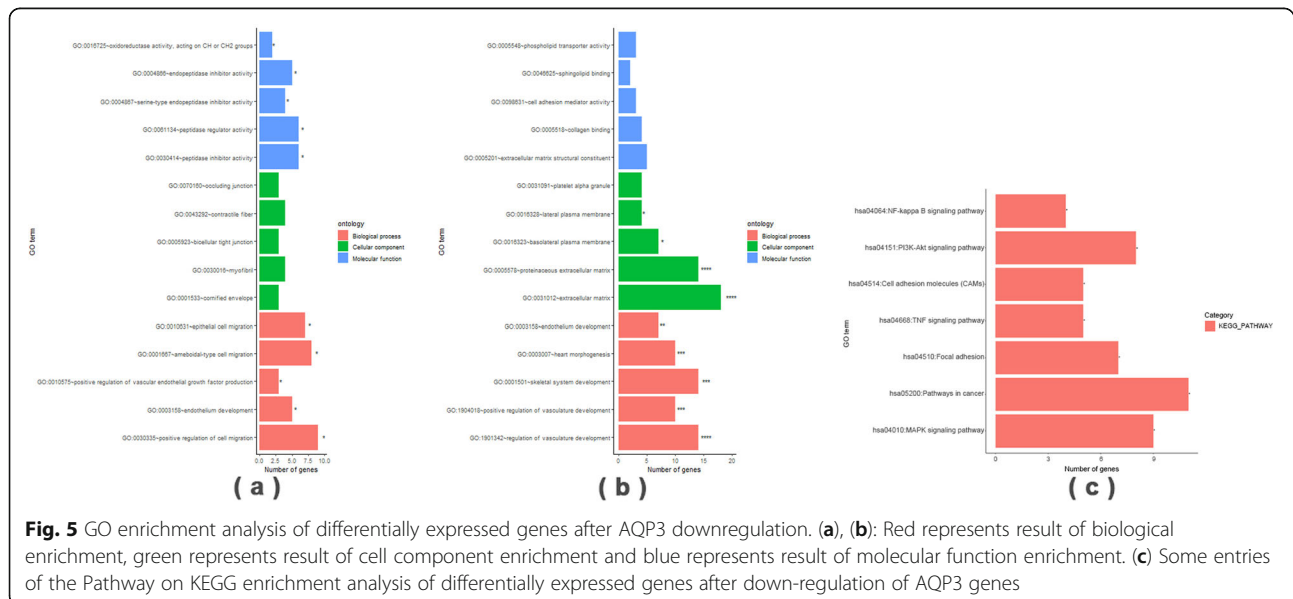 GO:0016725~oxidoreductase activity, acting on CH or CH2 groups
GO:0004866~endopeptidase inhibitor activity
GO:0004867~serine-type endopeptidase inhibitor activity
GO:0061134~peptidase regulator activity
GO:0030414~peptidase inhibitor activity
GO:0070160~occluding junction
GO:0043292~contractile fiber
GO:0005923~bicellular tight junction
GO:0030016~myofibril
GO:0001533~cornified envelope
GO:0010631~epithelial cell migration
GO:0001667~ameboidal-type cell migration
GO:0010575~positive regulation of vascular endothelial growth factor production
GO:0003158~endothelium development
GO:0030335~positive regulation of cell migration
GO term
* * * * * * * * * *
0.0 2.5 5.0 7.5 10.0
Number of genes
ontology
Biological process
Cellular component
Molecular function
( a )
GO:0005548~phospholipid transporter activity
GO:0046625~sphingolipid binding
GO:0098631~cell adhesion mediator activity
GO:0005518~collagen binding
GO:0005201~extracellular matrix structural constituent
GO:0031091~platelet alpha granule
GO:0016328~lateral plasma membrane
GO:0016323~basolateral plasma membrane
GO:0005578~proteinaceous extracellular matrix
GO:0031012~extracellular matrix
GO:0003158~endothelium development
GO:0003007~heart morphogenesis
GO:0001501~skeletal system development
GO:1904018~positive regulation of vasculature development
GO:1901342~regulation of vasculature development
GO term
* * **** **** ** *** *** *** ****
0 5 10 15 20
Number of genes
ontology
Biological process
Cellular component
Molecular function
( b )
hsa04064:NF-kappa B signaling pathway
hsa04151:PI3K-Akt signaling pathway
hsa04514:Cell adhesion molecules (CAMs)
hsa04668:TNF signaling pathway
hsa04510:Focal adhesion
hsa05200:Pathways in cancer
hsa04010:MAPK signaling pathway
GO term
0 3 6 9
Number of genes
Category
KEGG_PATHWAY
( c )
Fig. 5 GO enrichment analysis of differentially expressed genes after AQP3 downregulation. (a), (b): Red represents result of biological
enrichment, green represents result of cell component enrichment and blue represents result of molecular function enrichment. (c) Some entries
of the Pathway on KEGG enrichment analysis of differentially expressed genes after down-regulation of AQP3 genes